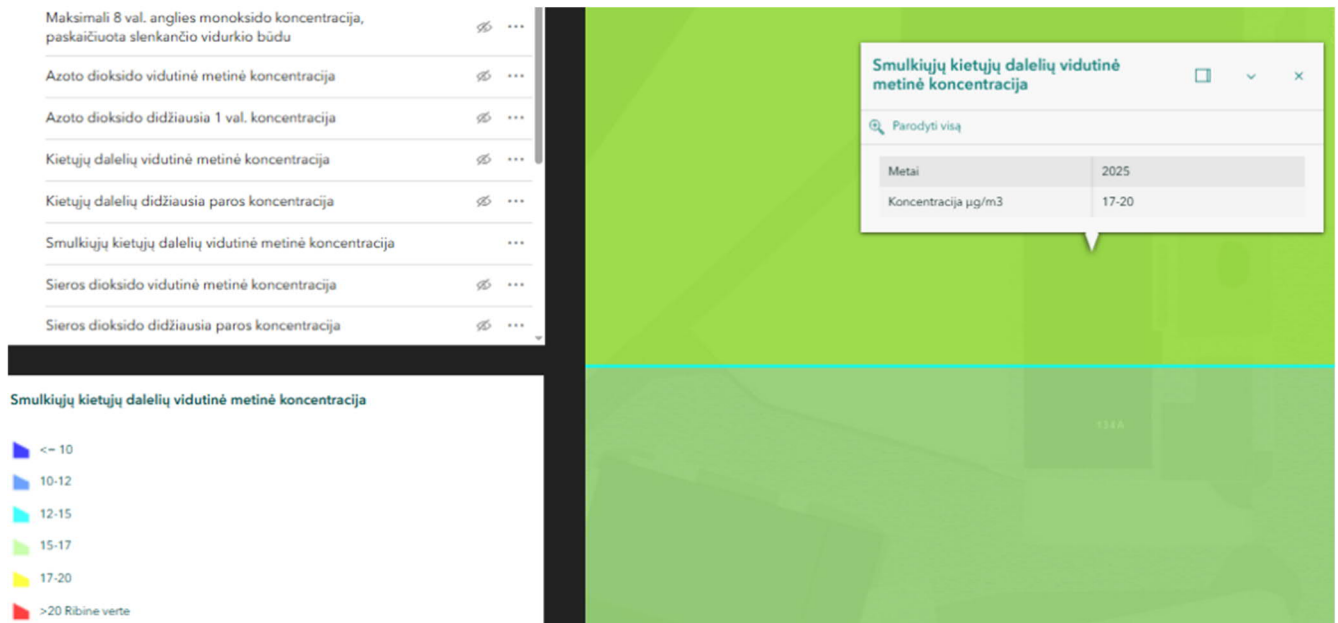 Maksimali 8 val. anglies monoksido koncentracija,
paskaičiuota slenkančio vidurkio būdu
Azoto dioksido vidutinė metinė koncentracija
Azoto dioksido didžiausia 1 val. koncentracija
Kietųjų dalelių vidutinė metinė koncentracija
Kietųjų dalelių didžiausia paros koncentracija
Smulkiųjų kietųjų dalelių vidutinė metinė koncentracija
Sieros dioksido vidutinė metinė koncentracija
Sieros dioksido didžiausia paros koncentracija
Smulkiųjų kietųjų dalelių vidutinė metinė koncentracija
<= 10
10-12
12-15
15-17
17-20
>20 Ribine verte
Smulkiųjų kietųjų dalelių vidutinė
metinė koncentracija
Parodyti visą
Metai 2025
Koncentracija µg/m3 17-20
134A